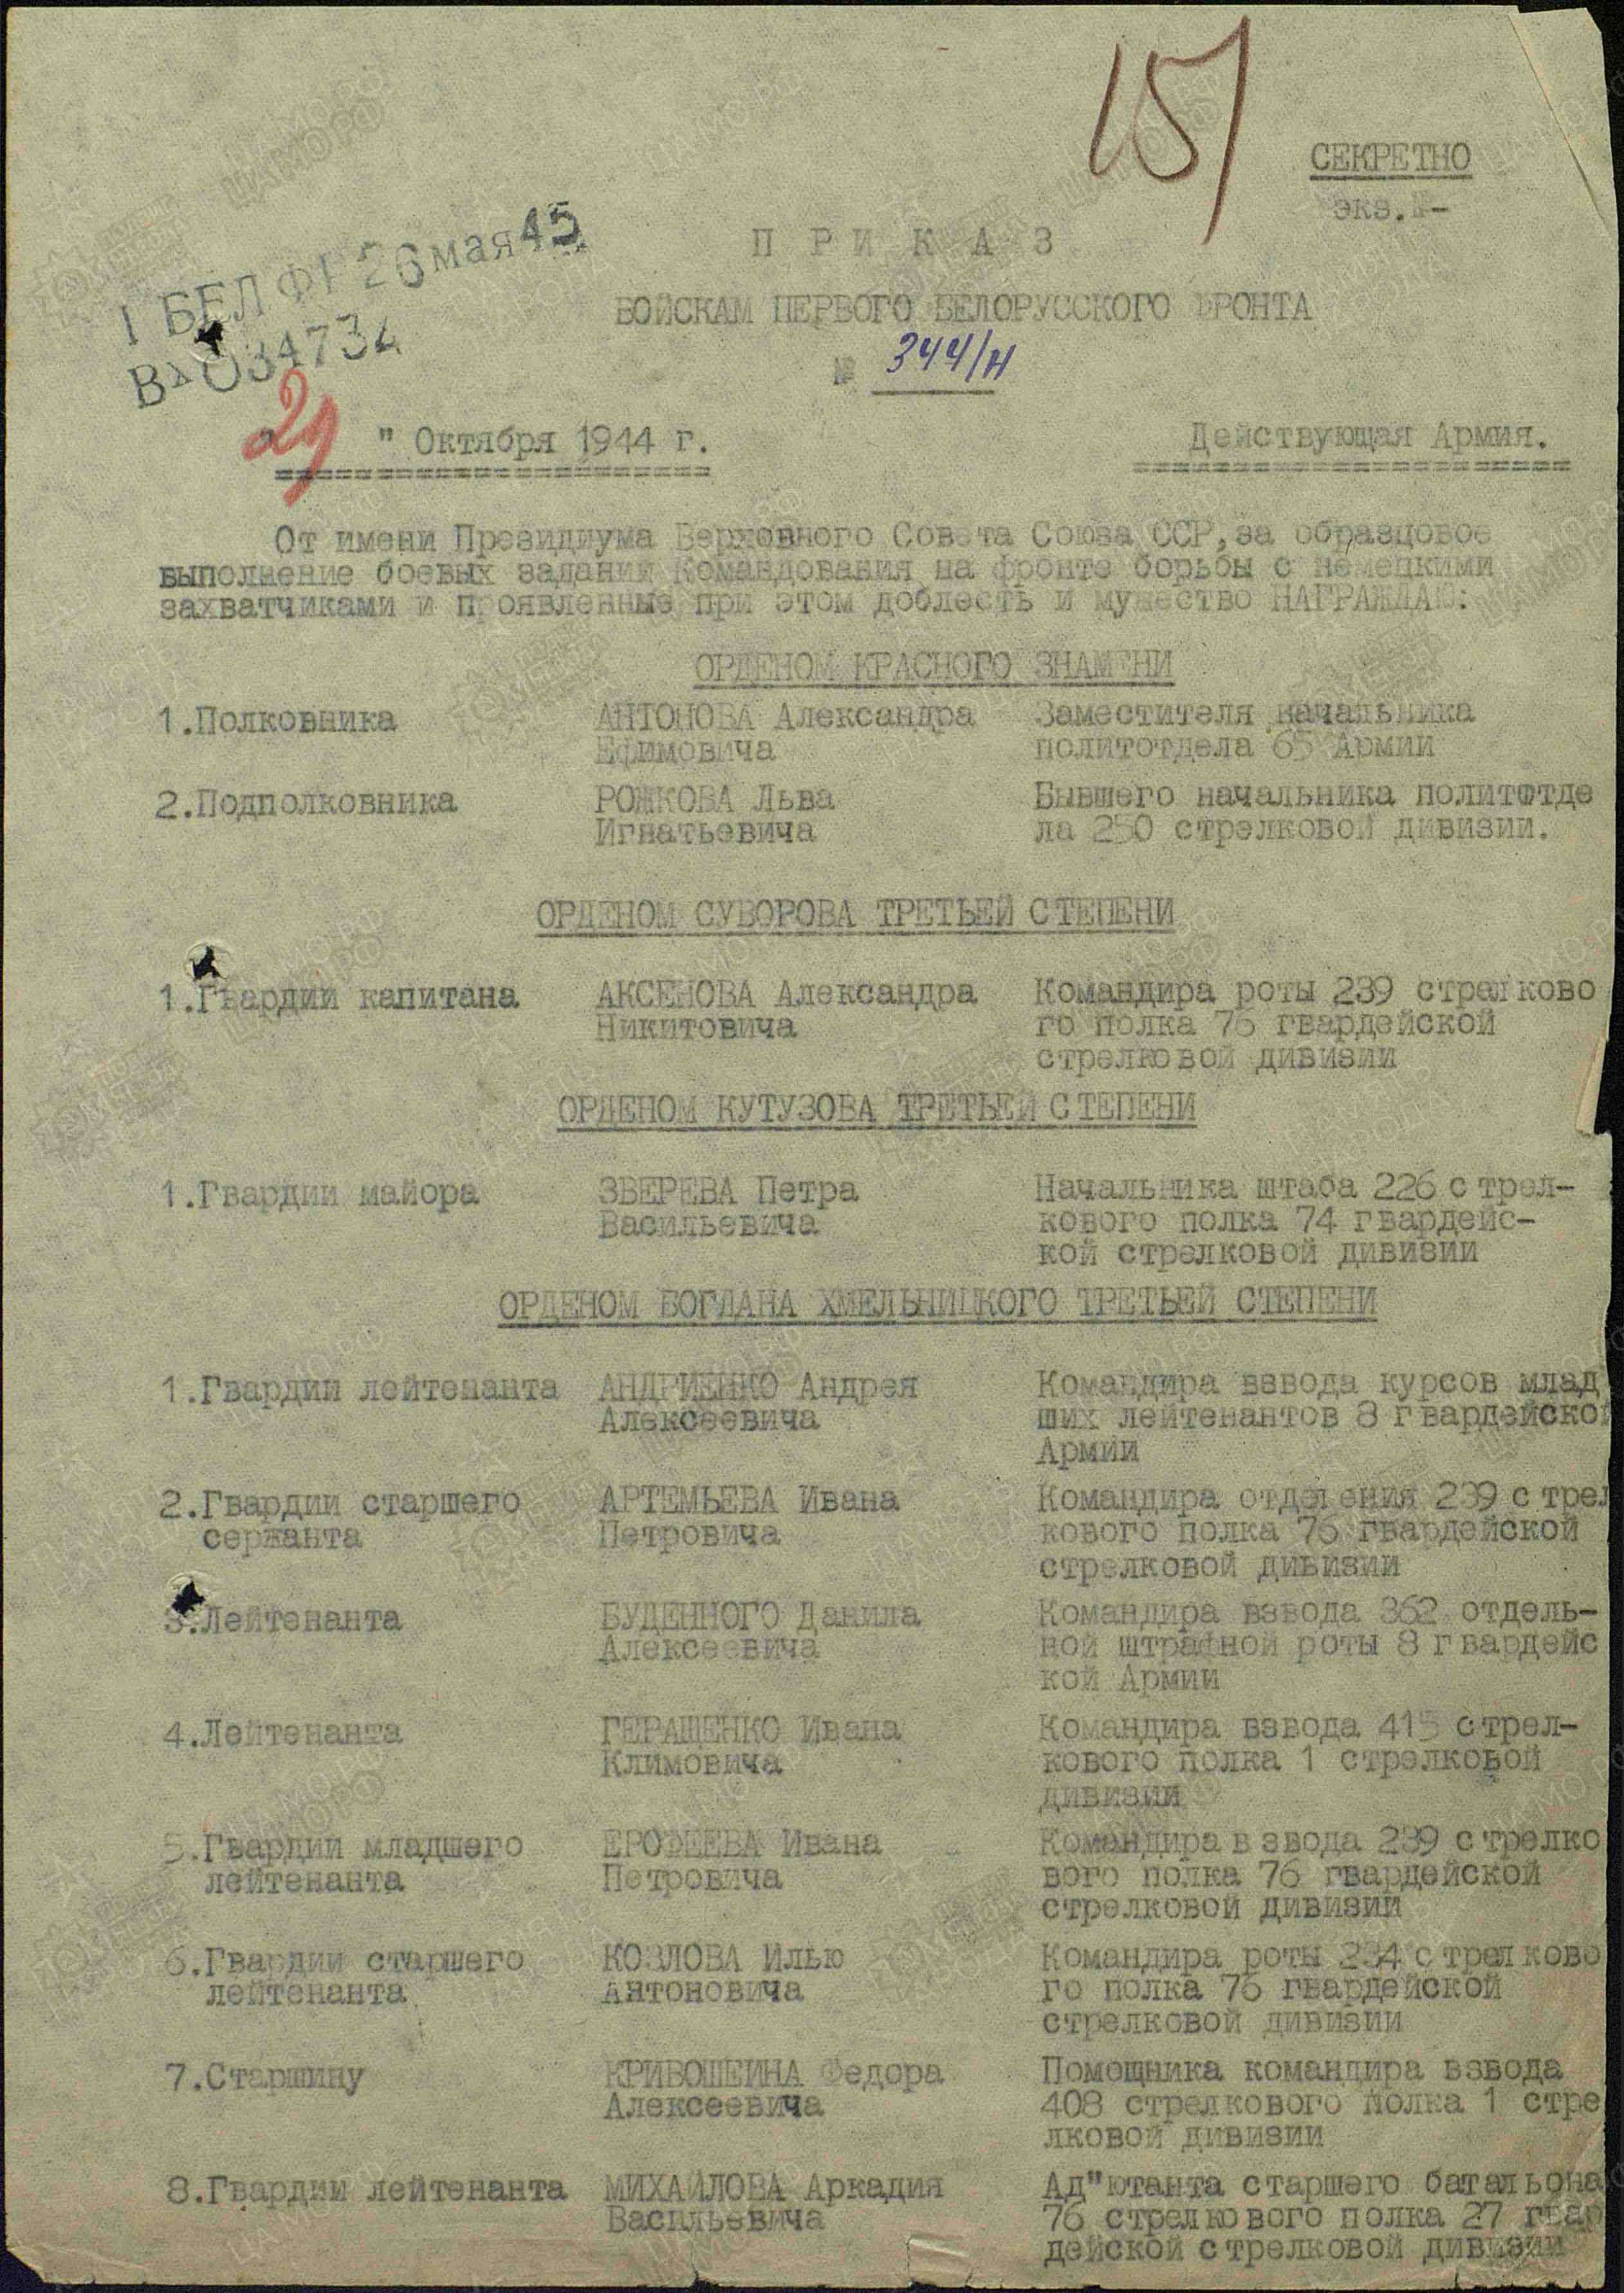 151
СЕКРЕТНО
экз.№-
1 БЕЛ ФР 26 мая 45
Вх 034734
П Р И К А З
ВОЙСКАМ ПЕРВОГО БЕЛОРУССКОГО ФРОНТА
№ 344/н
29 " Октября 1944 г.
Действующая Армия.
От имени Президиума Верховного Совета Союза ССР, за образцовое
выполнение боевых заданий Командования на фронте борьбы с немецкими
захватчиками и проявленные при этом доблесть и мужество НАГРАЖДАЮ:
ОРДЕНОМ КРАСНОГО ЗНАМЕНИ
1.Полковника АНТОНОВА Александра Заместителя начальника
Ефимовича политотдела 65 Армии
2.Подполковника РОЖКОВА Льва Бывшего начальника политотде
Игнатьевича ла 250 стрелковой дивизии.
ОРДЕНОМ СУВОРОВА ТРЕТЬЕЙ СТЕПЕНИ
1.Гвардии капитана АКСЕНОВА Александра Командира роты 239 стрелково
Никитовича го полка 76 гвардейской
стрелковой дивизии
ОРДЕНОМ КУТУЗОВА ТРЕТЬЕЙ СТЕПЕНИ
1.Гвардии майора ЗВЕРЕВА Петра Начальника штаба 226 стрел-
Васильевича кового полка 74 гвардейс-
кой стрелковой дивизии
ОРДЕНОМ БОГДАНА ХМЕЛЬНИЦКОГО ТРЕТЬЕЙ СТЕПЕНИ
1.Гвардии лейтенанта АНДРИЕНКО Андрея Командира взвода курсов млад
Алексеевича ших лейтенантов 8 гвардейской
Армии
2.Гвардии старшего АРТЕМЬЕВА Ивана Командира отделения 239 стрел
сержанта Петровича кового полка 76 гвардейской
стрелковой дивизии
3.Лейтенанта БУДЕННОГО Данила Командира взвода 362 отдель-
Алексеевича ной штрафной роты 8 гвардейс
кой Армии
4.Лейтенанта ГЕРАЩЕНКО Ивана Командира взвода 415 стрел-
Климовича кового полка 1 стрелковой
дивизии
5.Гвардии младшего ЕРОФЕЕВА Ивана Командира взвода 239 стрелко
лейтенанта Петровича вого полка 76 гвардейской
стрелковой дивизии
6.Гвардии старшего КОЗЛОВА Илью Командира роты 234 стрелково
лейтенанта Антоновича го полка 76 гвардейской
стрелковой дивизии
7.Старшину КРИВОШЕИНА Федора Помощника командира взвода
Алексеевича 408 стрелкового полка 1 стре
лковой дивизии
8.Гвардии лейтенанта МИХАЙЛОВА Аркадия Ад"ютанта старшего батальона
Васильевича 76 стрелкового полка 27 гвар
дейской стрелковой дивизии